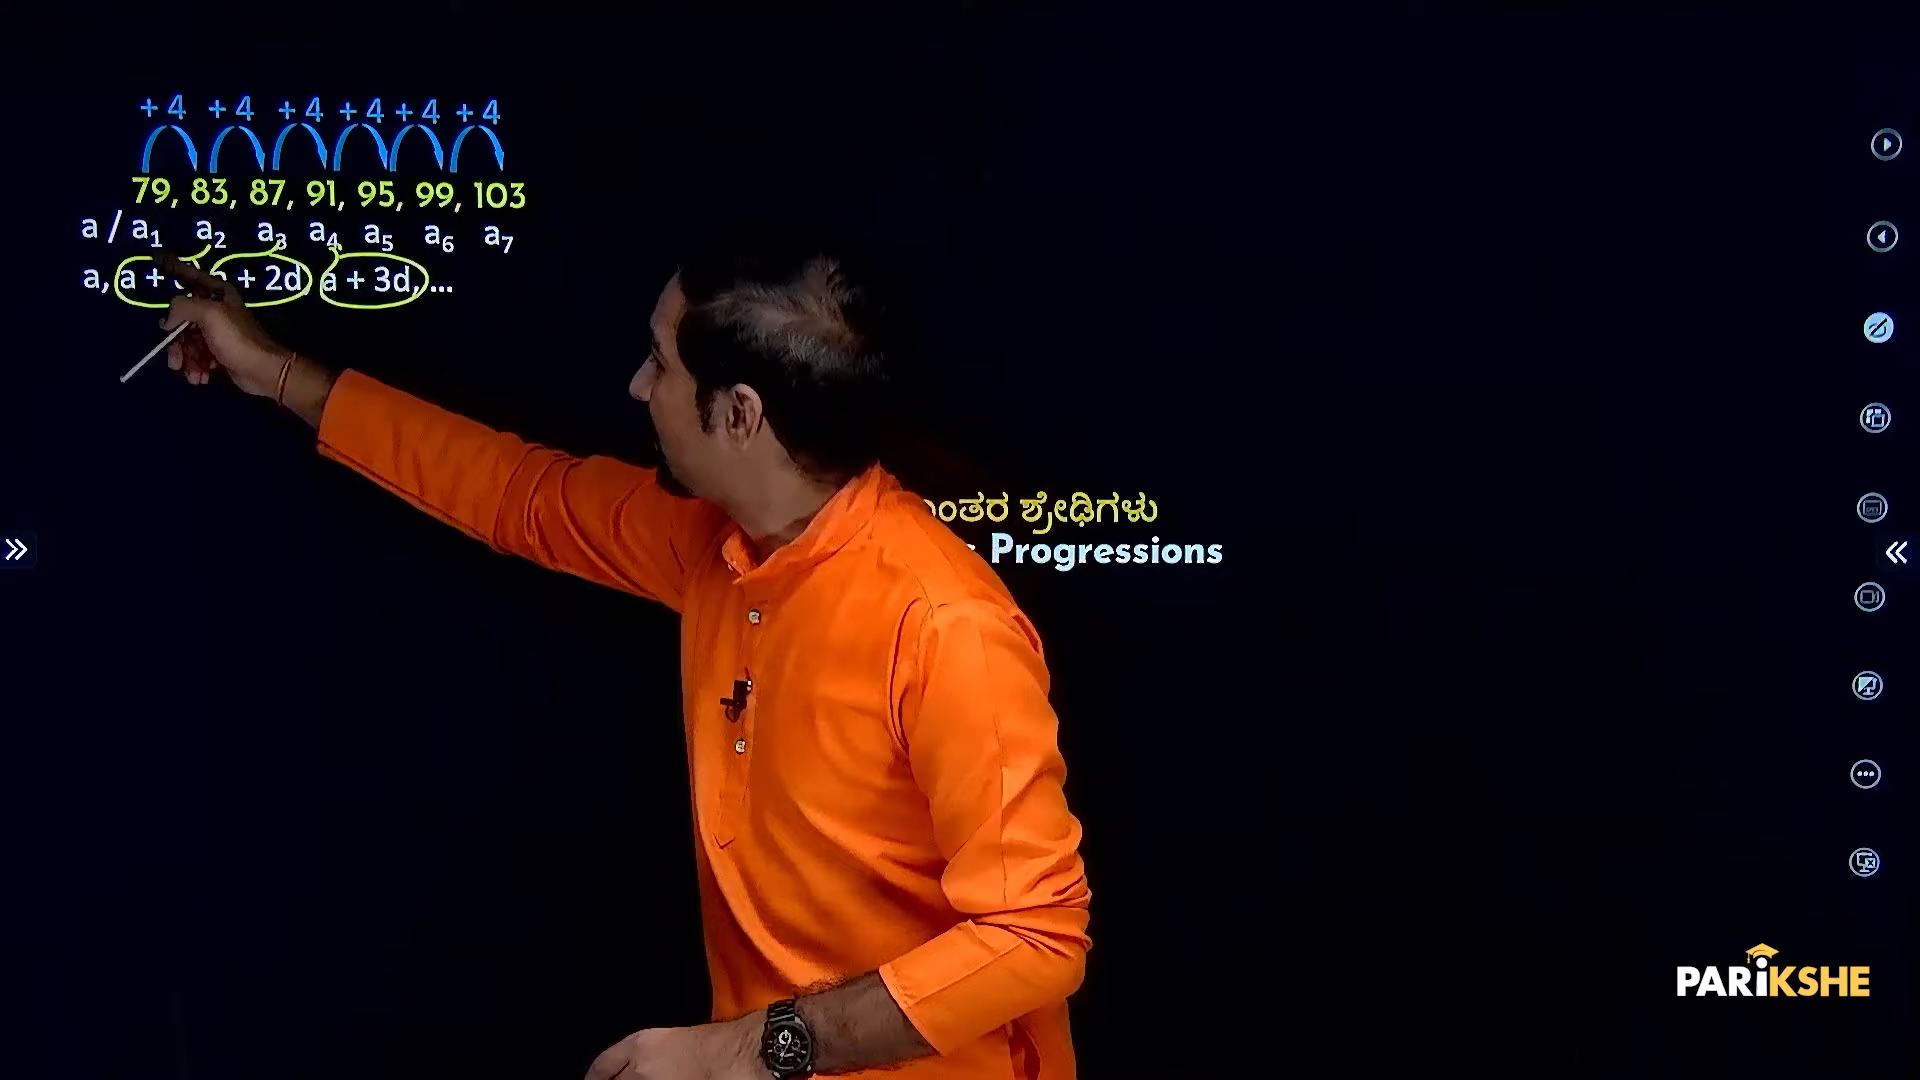 + 4 + 4 + 4 + 4 + 4 + 4
79, 83, 87, 91, 95, 99, 103
a / a₁ a₂ a₃ a₄ a₅ a₆ a₇
a, a + + 2d, a + 3d, ...
ಶ್ರೇಢಿಗಳು
Progressions
PARiKSHE